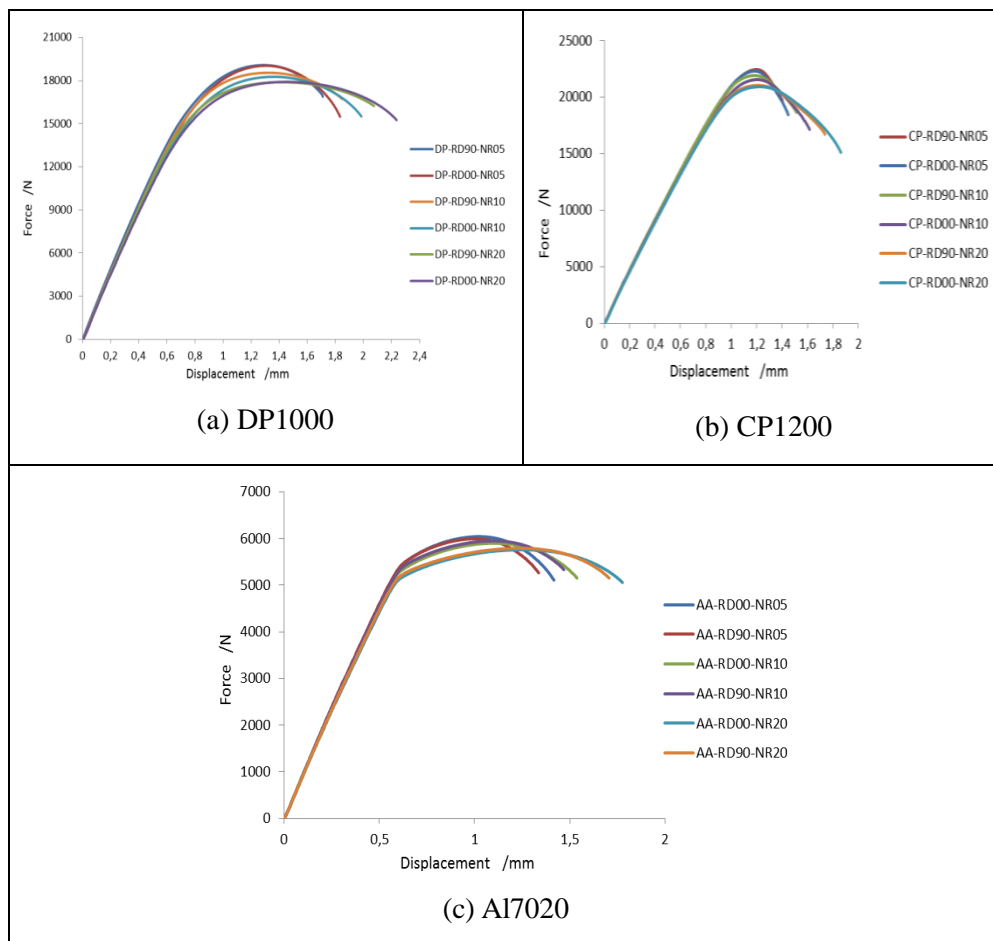 21000
18000
15000
12000
9000
6000
3000
0
Force /N
0 0,2 0,4 0,6 0,8 1 1,2 1,4 1,6 1,8 2 2,2 2,4
Displacement /mm
DP-RD90-NR05
DP-RD00-NR05
DP-RD90-NR10
DP-RD00-NR10
DP-RD90-NR20
DP-RD00-NR20
(a) DP1000
25000
20000
15000
10000
5000
0
Force /N
0 0,2 0,4 0,6 0,8 1 1,2 1,4 1,6 1,8 2
Displacement /mm
CP-RD90-NR05
CP-RD00-NR05
CP-RD90-NR10
CP-RD00-NR10
CP-RD90-NR20
CP-RD00-NR20
(b) CP1200
7000
6000
5000
4000
3000
2000
1000
0
Force /N
0 0,5 1 1,5 2
Displacement /mm
AA-RD00-NR05
AA-RD90-NR05
AA-RD00-NR10
AA-RD90-NR10
AA-RD00-NR20
AA-RD90-NR20
(c) Al7020